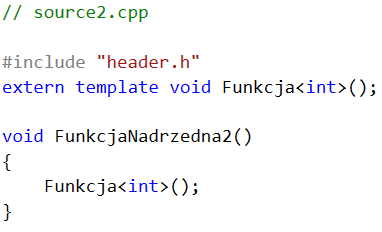 // source2.cpp
#include "header.h"
extern template void Funkcja<int>();
void FunkcjaNadrzedna2()
{
    Funkcja<int>();
}